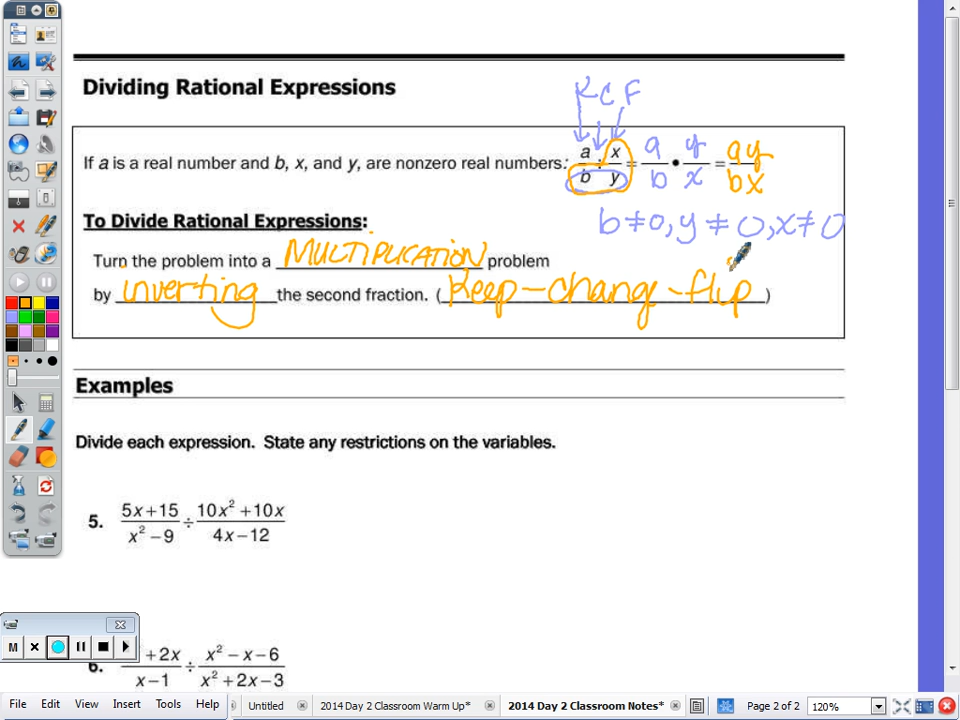 Dividing Rational Expressions
K C F
If a is a real number and b, x, and y, are nonzero real numbers: a/b ÷ x/y = a/b • y/x = ay/bx
b ≠ 0, y ≠ 0, x ≠ 0
To Divide Rational Expressions:
Turn the problem into a MULTIPLICATION problem
by inverting the second fraction. (Keep-change-flip)
Examples
Divide each expression. State any restrictions on the variables.
5. 5x+15/x² −9 ÷ 10x² +10x/4x−12
6. + 2x/x−1 ÷ x² − x − 6/x² + 2x − 3
M
File Edit View Insert Tools Help Untitled 2014 Day 2 Classroom Warm Up* 2014 Day 2 Classroom Notes* Page 2 of 2 120%